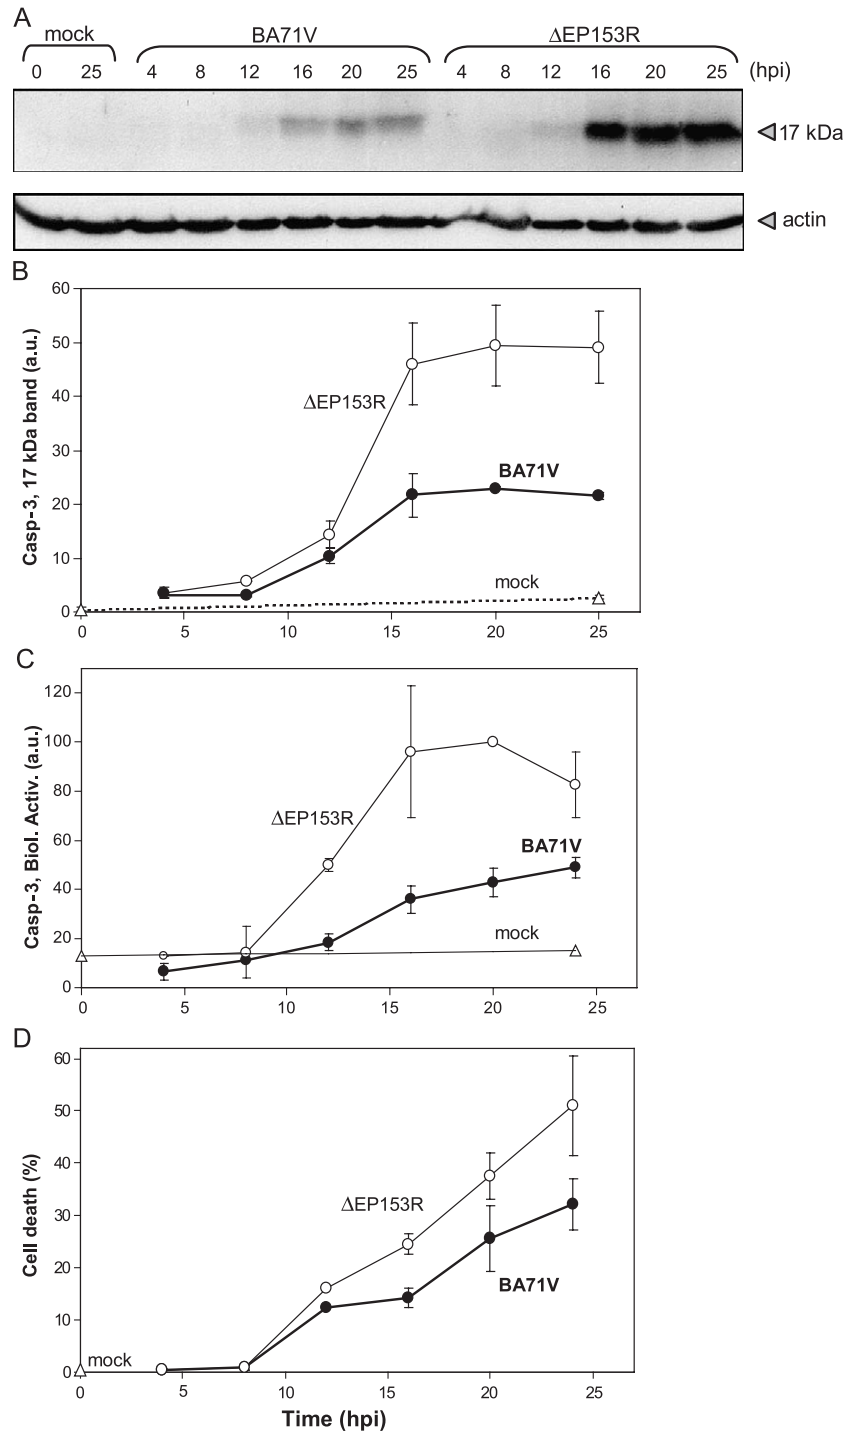 A
mock BA71V ΔEP153R
0 25 4 8 12 16 20 25 4 8 12 16 20 25 (hpi)
17 kDa
actin
B
60
50
40
30
20
10
0
Casp-3, 17 kDa band (a.u.)
ΔEP153R
BA71V
mock
0 5 10 15 20 25
C
120
100
80
60
40
20
0
Casp-3, Biol. Activ. (a.u.)
ΔEP153R
BA71V
mock
0 5 10 15 20 25
D
60
50
40
30
20
10
0
Cell death (%)
ΔEP153R
BA71V
mock
0 5 10 15 20 25
Time (hpi)